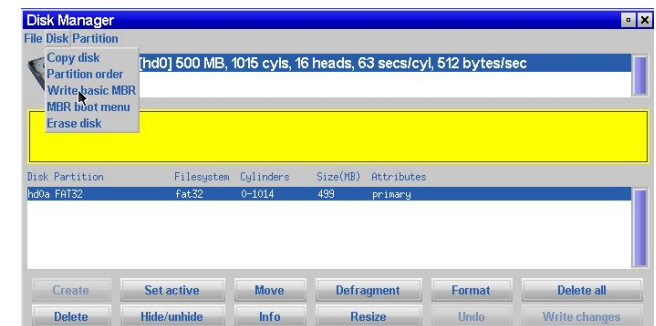 Disk Manager
File Disk Partition
Copy disk
Partition order
Write basic MBR
MBR boot menu
Erase disk
[hd0] 500 MB, 1015 cyls, 16 heads, 63 secs/cyl, 512 bytes/sec
Disk Partition Filesystem Cylinders Size(MB) Attributes
hd0a FAT32 fat32 0-1014 499 primary
Create Set active Move Defragment Format Delete all
Delete Hide/unhide Info Resize Undo Write changes